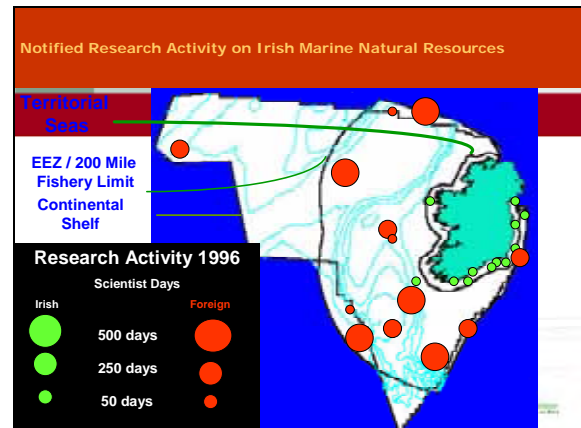 Notified Research Activity on Irish Marine Natural Resources
Territorial
Seas
EEZ / 200 Mile
Fishery Limit
Continental
Shelf
Research Activity 1996
Scientist Days
Irish
Foreign
500 days
250 days
50 days